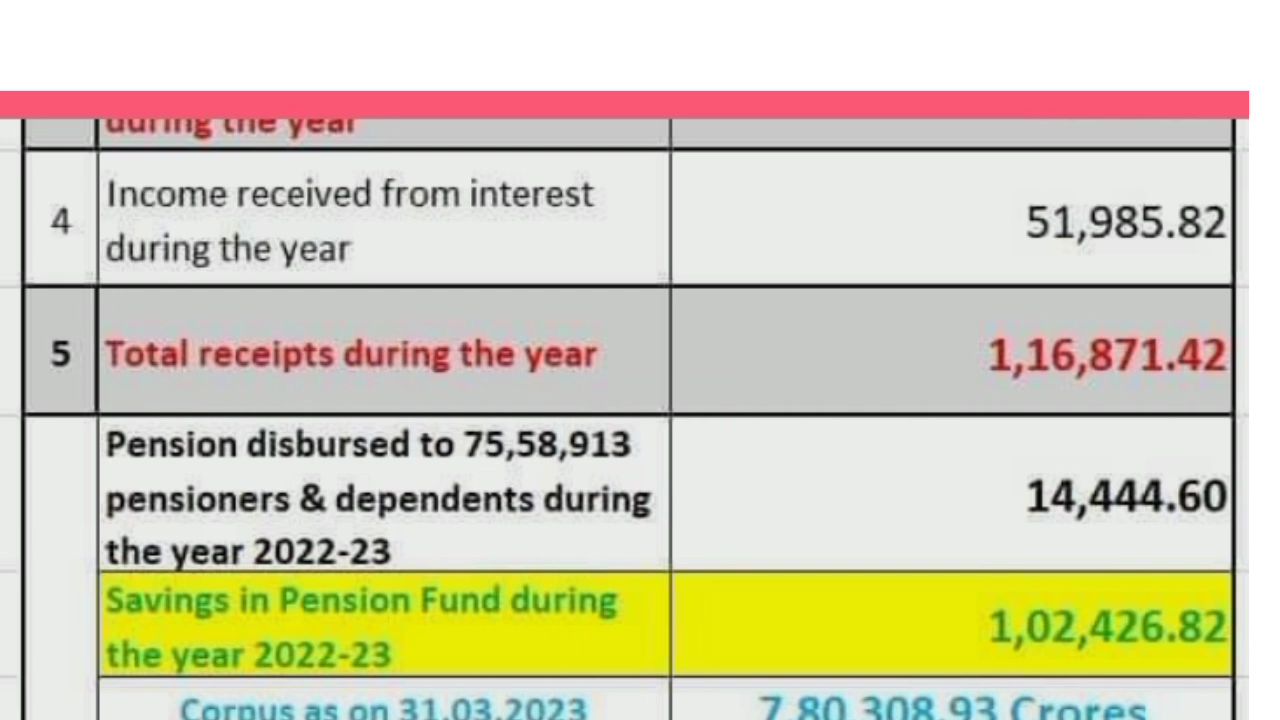 during the year
4
Income received from interest
during the year
51,985.82
5
Total receipts during the year
1,16,871.42
Pension disbursed to 75,58,913
pensioners & dependents during
the year 2022-23
14,444.60
Savings in Pension Fund during
the year 2022-23
1,02,426.82
Corpus as on 31.03.2023
7,80,308.93 Crores